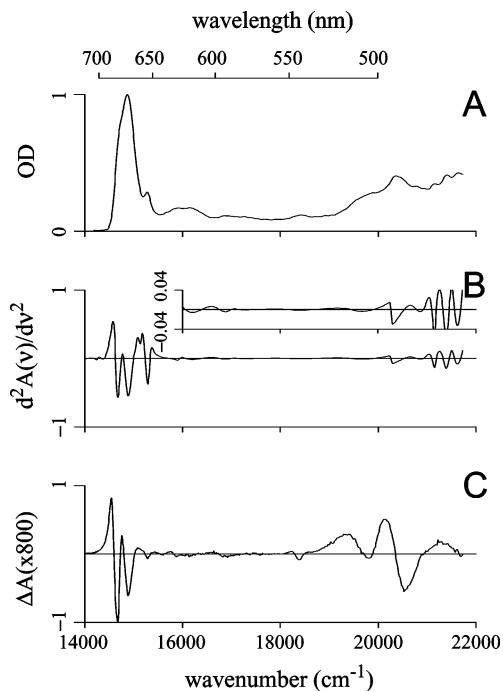 wavelength (nm)
700 650 600 550 500
A
1
OD
0
B
0.04
−0.04
1
d²A(ν)/dν²
−1
C
1
ΔA(x800)
−1
14000 16000 18000 20000 22000
wavenumber (cm⁻¹)